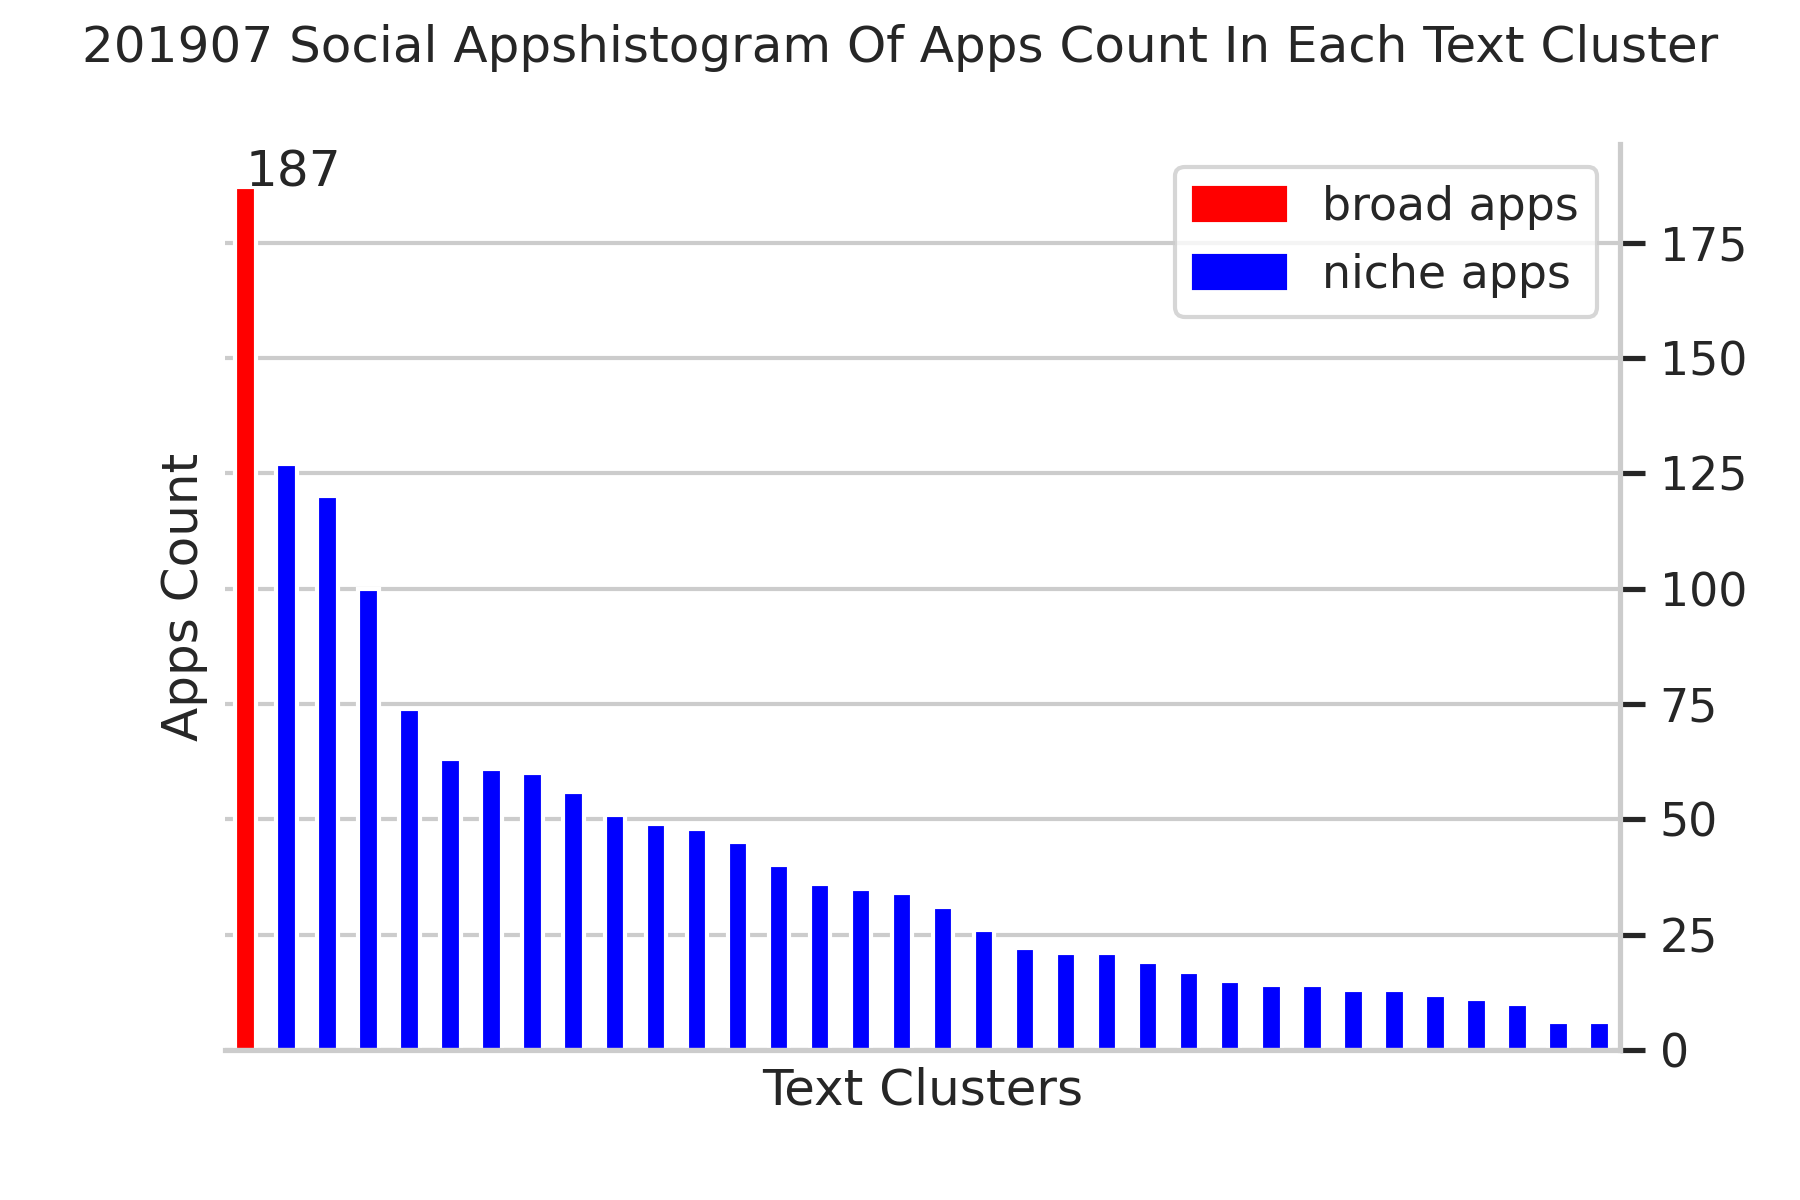 201907 Social Appshistogram Of Apps Count In Each Text Cluster
187
broad apps
niche apps
175
150
125
100
75
50
25
0
Apps Count
Text Clusters